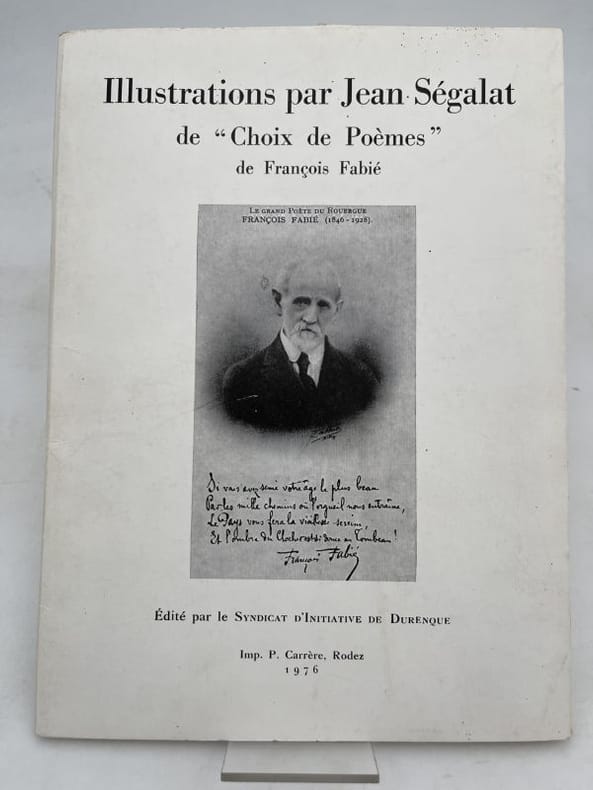 Illustrations par Jean Ségalat
de “Choix de Poèmes”
de François Fabié
Le grand Poète du Rouergue
FRANÇOIS FABIÉ (1846-1928).
Si vous avez semé votre âge le plus beau
Par les mille chemins où l'orgueil nous entraîne,
Le Pays vous fera la vieillesse sereine,
Et l'ombre du Clocher est si douce au Tombeau !
François Fabié
Édité par le Syndicat d'Initiative de Durenque
Imp. P. Carrère, Rodez
1976